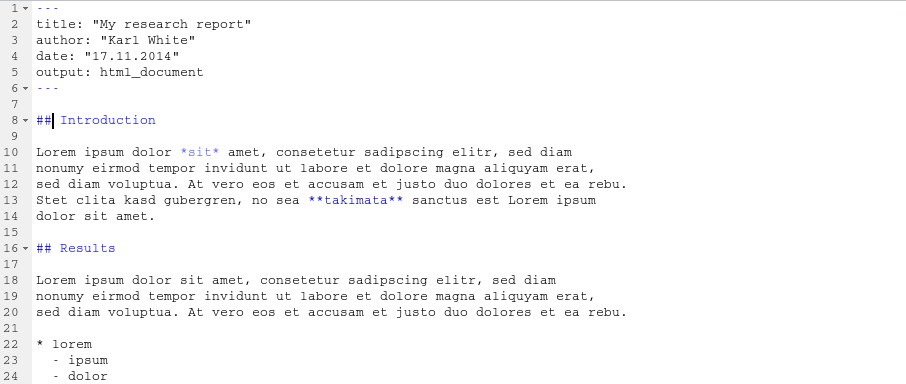 1 ---
2 title: "My research report"
3 author: "Karl White"
4 date: "17.11.2014"
5 output: html_document
6 ---
7
8 ## Introduction
9
10 Lorem ipsum dolor *sit* amet, consetetur sadipscing elitr, sed diam
11 nonumy eirmod tempor invidunt ut labore et dolore magna aliquyam erat,
12 sed diam voluptua. At vero eos et accusam et justo duo dolores et ea rebu.
13 Stet clita kasd gubergren, no sea **takimata** sanctus est Lorem ipsum
14 dolor sit amet.
15
16 ## Results
17
18 Lorem ipsum dolor sit amet, consetetur sadipscing elitr, sed diam
19 nonumy eirmod tempor invidunt ut labore et dolore magna aliquyam erat,
20 sed diam voluptua. At vero eos et accusam et justo duo dolores et ea rebu.
21
22 * lorem
23   - ipsum
24   - dolor